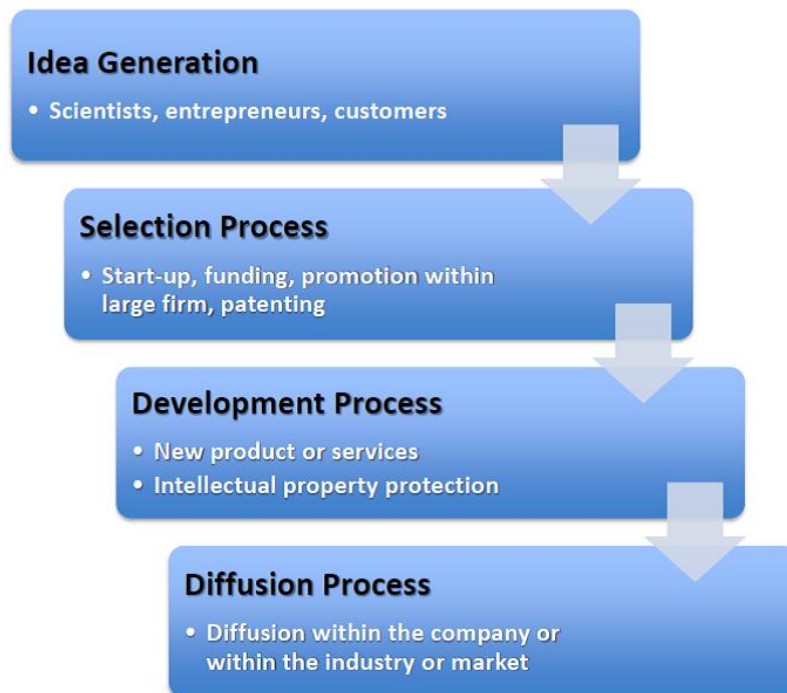 Idea Generation
• Scientists, entrepreneurs, customers
Selection Process
• Start-up, funding, promotion within
large firm, patenting
Development Process
• New product or services
• Intellectual property protection
Diffusion Process
• Diffusion within the company or
within the industry or market